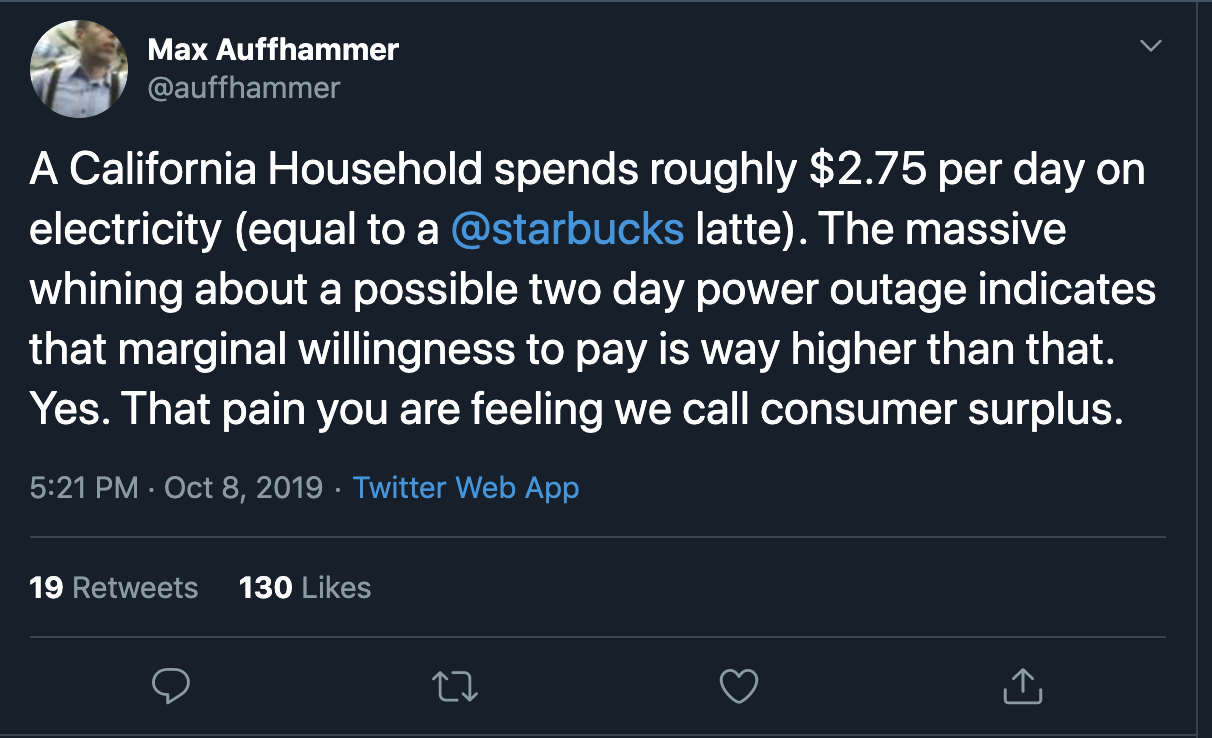 Max Auffhammer
@auffhammer
A California Household spends roughly $2.75 per day on
electricity (equal to a @starbucks latte). The massive
whining about a possible two day power outage indicates
that marginal willingness to pay is way higher than that.
Yes. That pain you are feeling we call consumer surplus.
5:21 PM · Oct 8, 2019 · Twitter Web App
19 Retweets 130 Likes